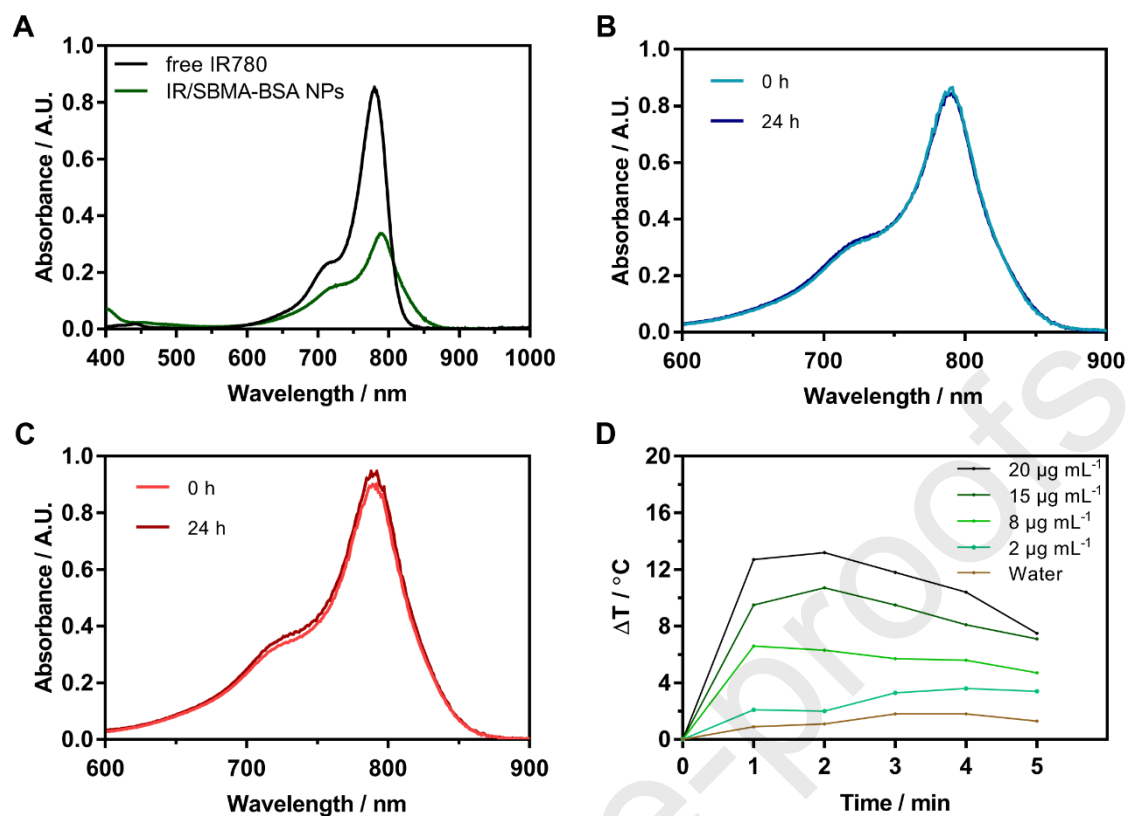 A
free IR780
IR/SBMA-BSA NPs
Absorbance / A.U.
1.0
0.8
0.6
0.4
0.2
0.0
400 500 600 700 800 900 1000
Wavelength / nm
B
0 h
24 h
Absorbance / A.U.
1.0
0.8
0.6
0.4
0.2
0.0
600 700 800 900
Wavelength / nm
C
0 h
24 h
Absorbance / A.U.
1.0
0.8
0.6
0.4
0.2
0.0
600 700 800 900
Wavelength / nm
D
20 µg mL⁻¹
15 µg mL⁻¹
8 µg mL⁻¹
2 µg mL⁻¹
Water
ΔT / °C
20
16
12
8
4
0
0 1 2 3 4 5
Time / min
e-proofs